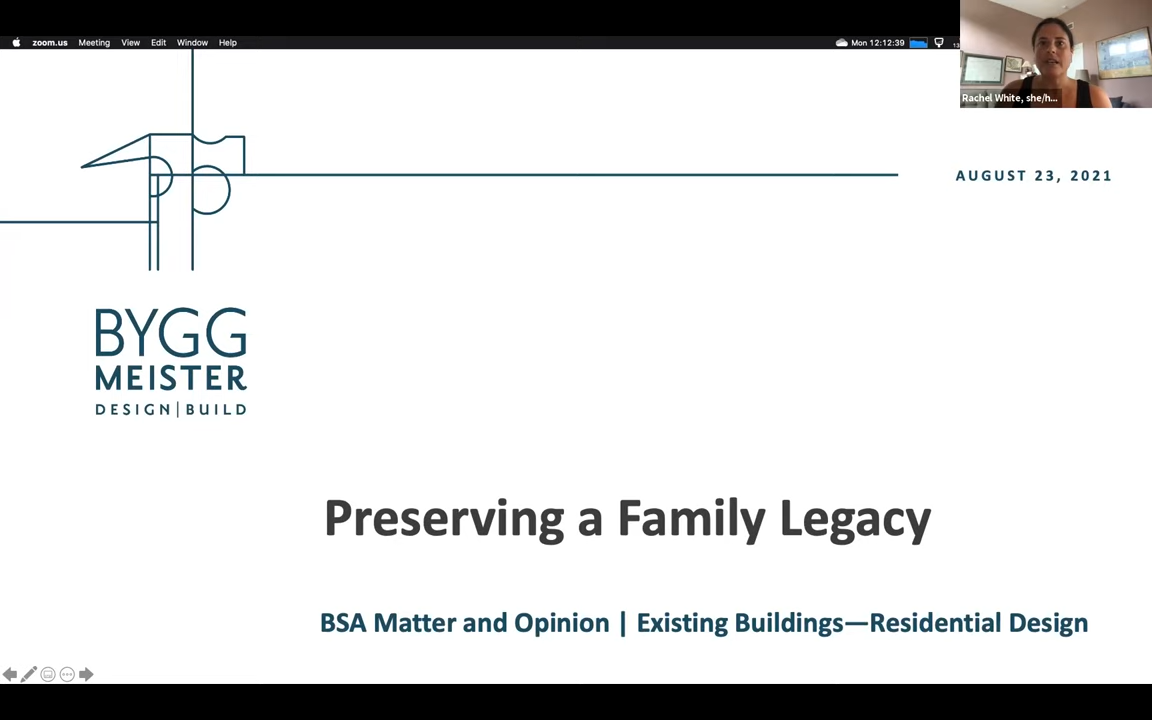 zoom.us Meeting View Edit Window Help
Mon 12:12:39
Rachel White, she/h...
AUGUST 23, 2021
BYGG
MEISTER
DESIGN|BUILD
Preserving a Family Legacy
BSA Matter and Opinion | Existing Buildings—Residential Design